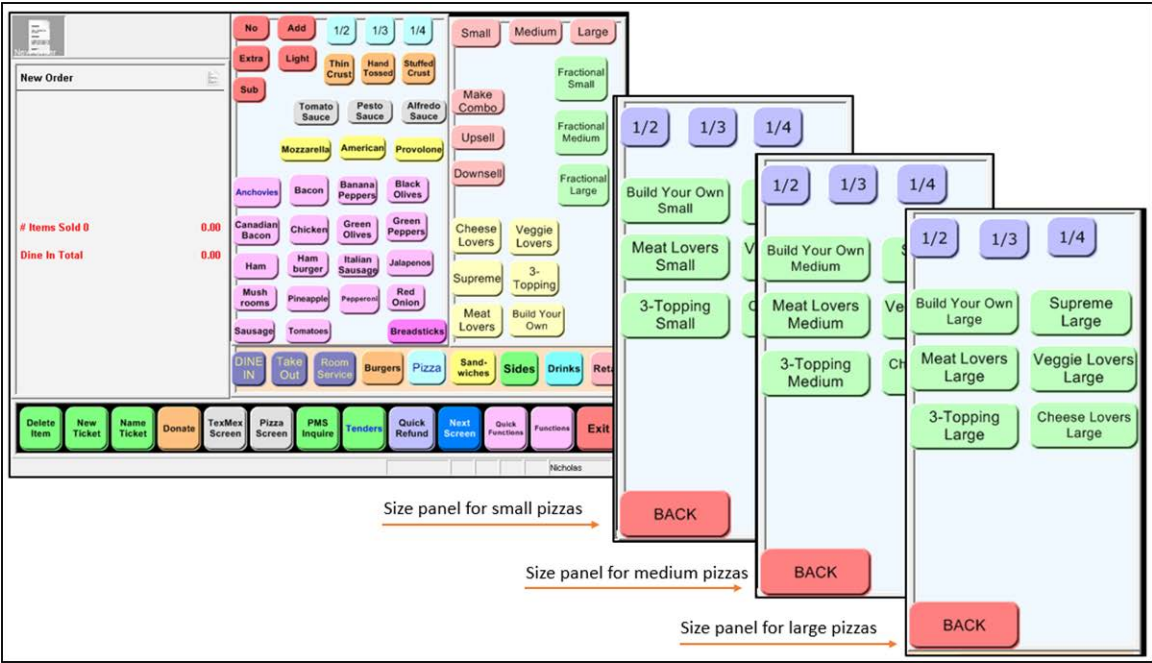 New Order
New Order
# Items Sold 0 0.00
Dine In Total 0.00
No
Add
1/2
1/3
1/4
Extra
Light
Thin
Crust
Hand
Tossed
Stuffed
Crust
Sub
Tomato
Sauce
Pesto
Sauce
Alfredo
Sauce
Mozzarella
American
Provolone
Anchovies
Bacon
Banana
Peppers
Black
Olives
Canadian
Bacon
Chicken
Green
Olives
Green
Peppers
Ham
Ham
burger
Italian
Sausage
Jalapenos
Mush
rooms
Pineapple
Pepperoni
Red
Onion
Sausage
Tomatoes
Breadsticks
Small
Medium
Large
Fractional
Small
Make
Combo
Upsell
Fractional
Medium
Downsell
Fractional
Large
Cheese
Lovers
Veggie
Lovers
Supreme
3-
Topping
Meat
Lovers
Build Your
Own
DINE
IN
Take
Out
Room
Service
Burgers
Pizza
Sand-
wiches
Sides
Drinks
Reta
Delete
Item
New
Ticket
Name
Ticket
Donate
TexMex
Screen
Pizza
Screen
PMS
Inquire
Tenders
Quick
Refund
Next
Screen
Quick
Functions
Functions
Exit
Nicholas
1/2
1/3
1/4
Build Your Own
Small
Meat Lovers
Small
V
3-Topping
Small
C
BACK
Size panel for small pizzas
1/2
1/3
1/4
Build Your Own
Medium
S
Meat Lovers
Medium
Ve
3-Topping
Medium
Ch
BACK
Size panel for medium pizzas
1/2
1/3
1/4
Build Your Own
Large
Supreme
Large
Meat Lovers
Large
Veggie Lovers
Large
3-Topping
Large
Cheese Lovers
Large
BACK
Size panel for large pizzas